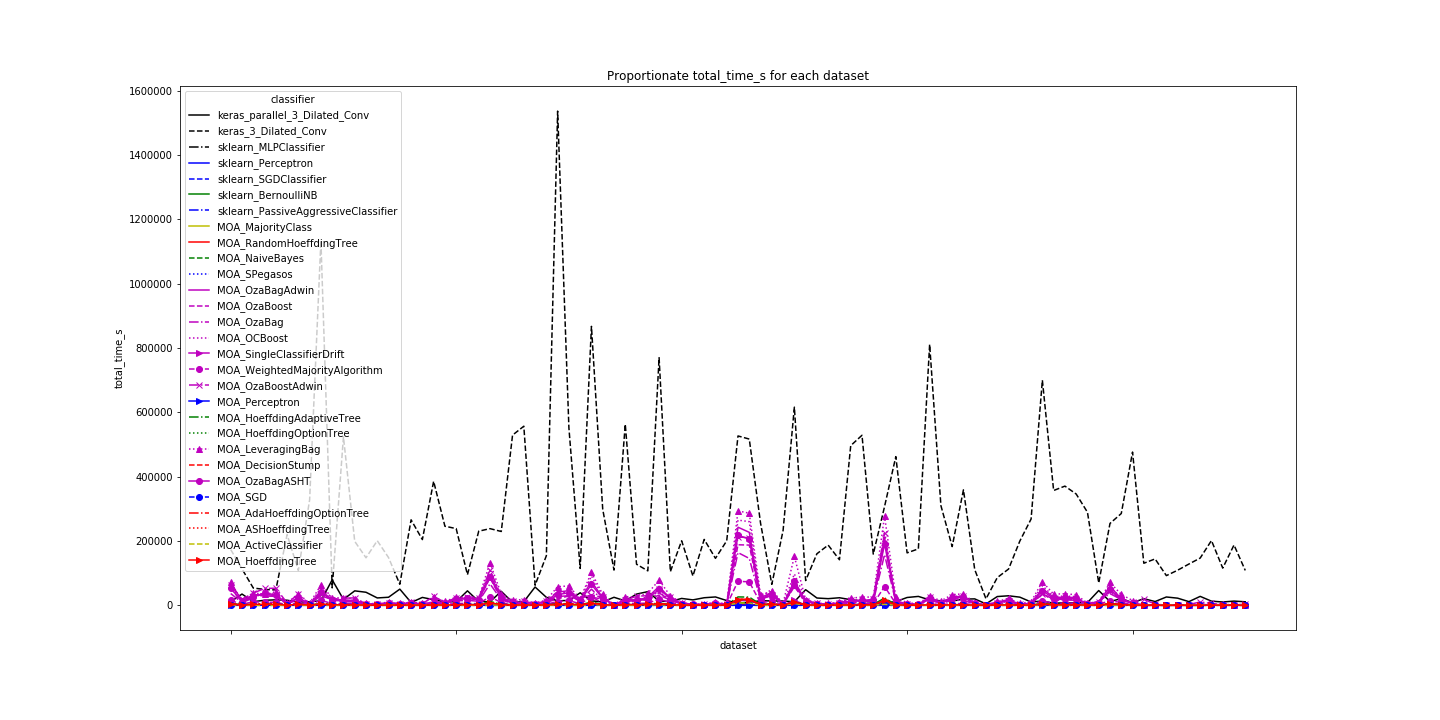 Proportionate total_time_s for each dataset
1600000
1400000
1200000
1000000
800000
600000
400000
200000
0
total_time_s
classifier
keras_parallel_3_Dilated_Conv
keras_3_Dilated_Conv
sklearn_MLPClassifier
sklearn_Perceptron
sklearn_SGDClassifier
sklearn_BernoulliNB
sklearn_PassiveAggressiveClassifier
MOA_MajorityClass
MOA_RandomHoeffdingTree
MOA_NaiveBayes
MOA_SPegasos
MOA_OzaBagAdwin
MOA_OzaBoost
MOA_OzaBag
MOA_OCBoost
MOA_SingleClassifierDrift
MOA_WeightedMajorityAlgorithm
MOA_OzaBoostAdwin
MOA_Perceptron
MOA_HoeffdingAdaptiveTree
MOA_HoeffdingOptionTree
MOA_LeveragingBag
MOA_DecisionStump
MOA_OzaBagASHT
MOA_SGD
MOA_AdaHoeffdingOptionTree
MOA_ASHoeffdingTree
MOA_ActiveClassifier
MOA_HoeffdingTree
dataset